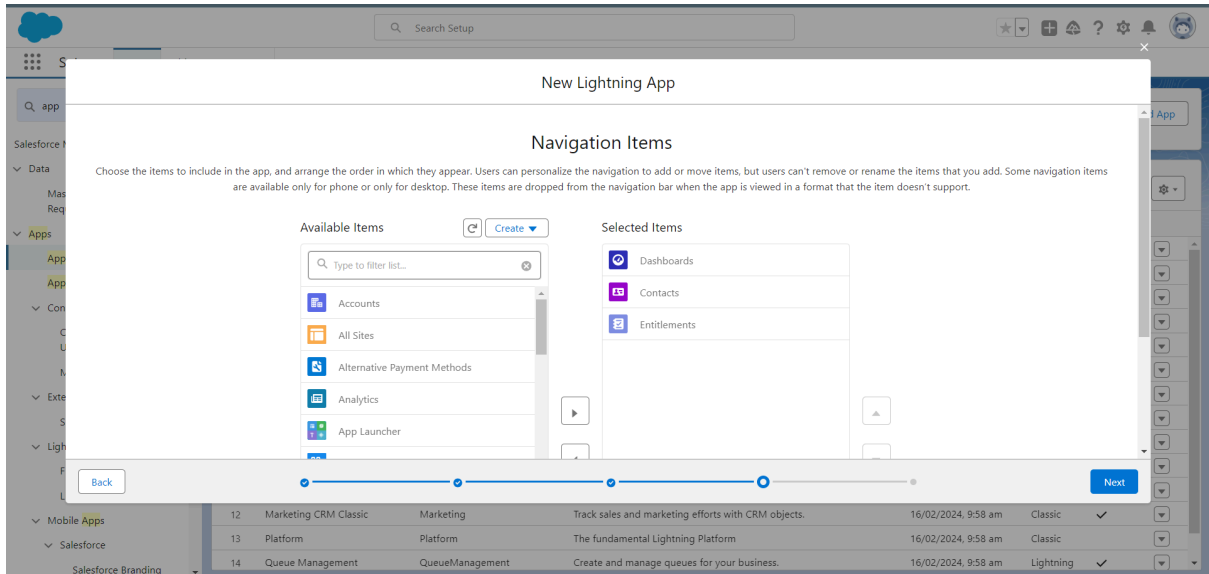 Search Setup
New Lightning App
app
App
Navigation Items
Salesforce
Choose the items to include in the app, and arrange the order in which they appear. Users can personalize the navigation to add or move items, but users can't remove or rename the items that you add. Some navigation items
are available only for phone or only for desktop. These items are dropped from the navigation bar when the app is viewed in a format that the item doesn't support.
Data
Apps
App
App
Available Items
Create
Selected Items
Type to filter list...
Accounts
All Sites
Alternative Payment Methods
Analytics
App Launcher
Dashboards
Contacts
Entitlements
Back
Next
12 Marketing CRM Classic Marketing Track sales and marketing efforts with CRM objects. 16/02/2024, 9:58 am Classic
13 Platform Platform The fundamental Lightning Platform 16/02/2024, 9:58 am Classic
14 Queue Management QueueManagement Create and manage queues for your business. 16/02/2024, 9:58 am Lightning
Mobile Apps
Salesforce
Salesforce Branding